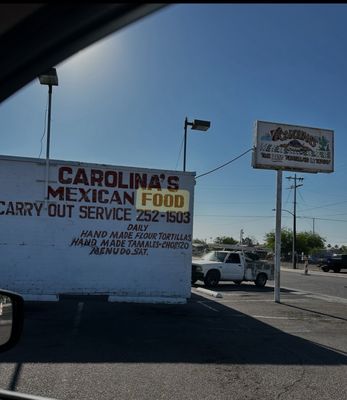 CAROLINA'S
MEXICAN FOOD
CARRY OUT SERVICE 252-1503
DAILY
HAND MADE FLOUR TORTILLAS
HAND MADE TAMALES-CHORIZO
MENUDO SAT.